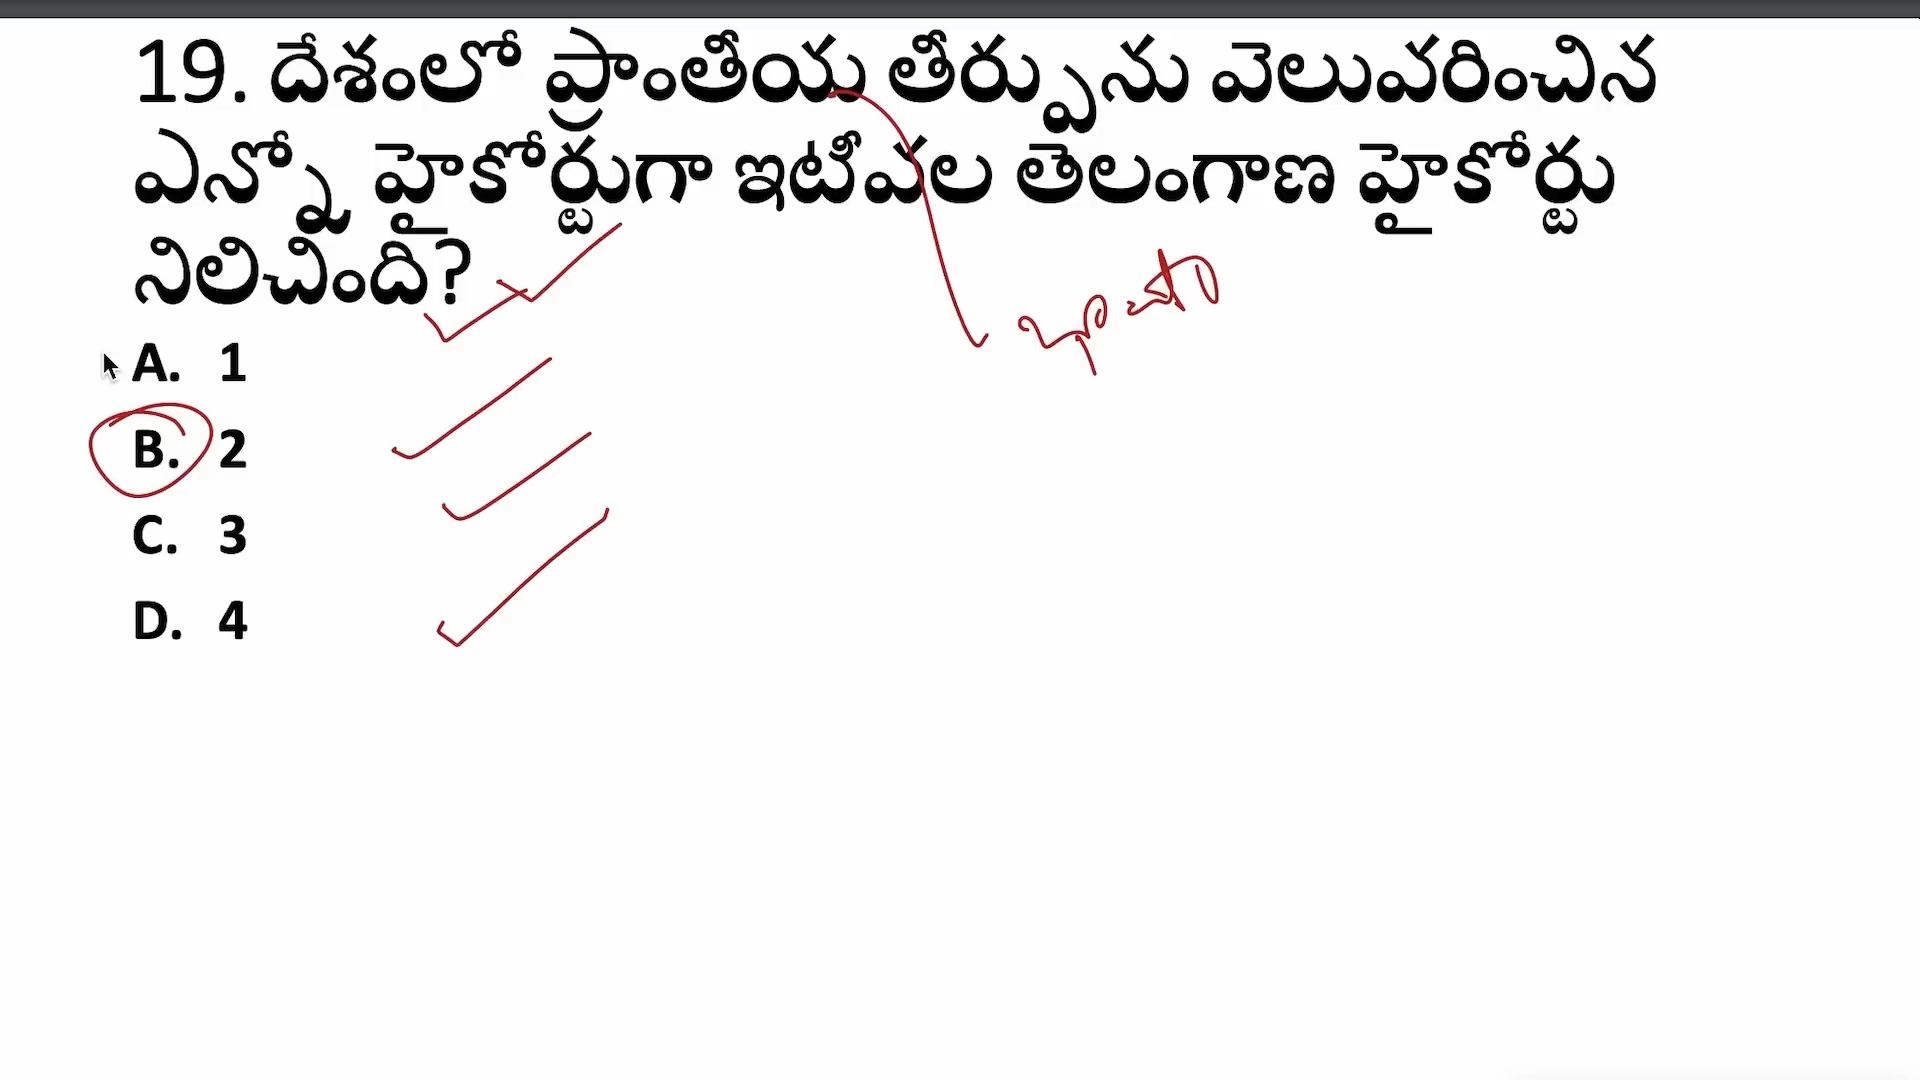 19. దేశంలో ప్రాంతీయ తీర్పును వెలువరించిన
ఎన్నో హైకోర్టుగా ఇటీవల తెలంగాణ హైకోర్టు
నిలిచింది?
A. 1
B. 2
C. 3
D. 4